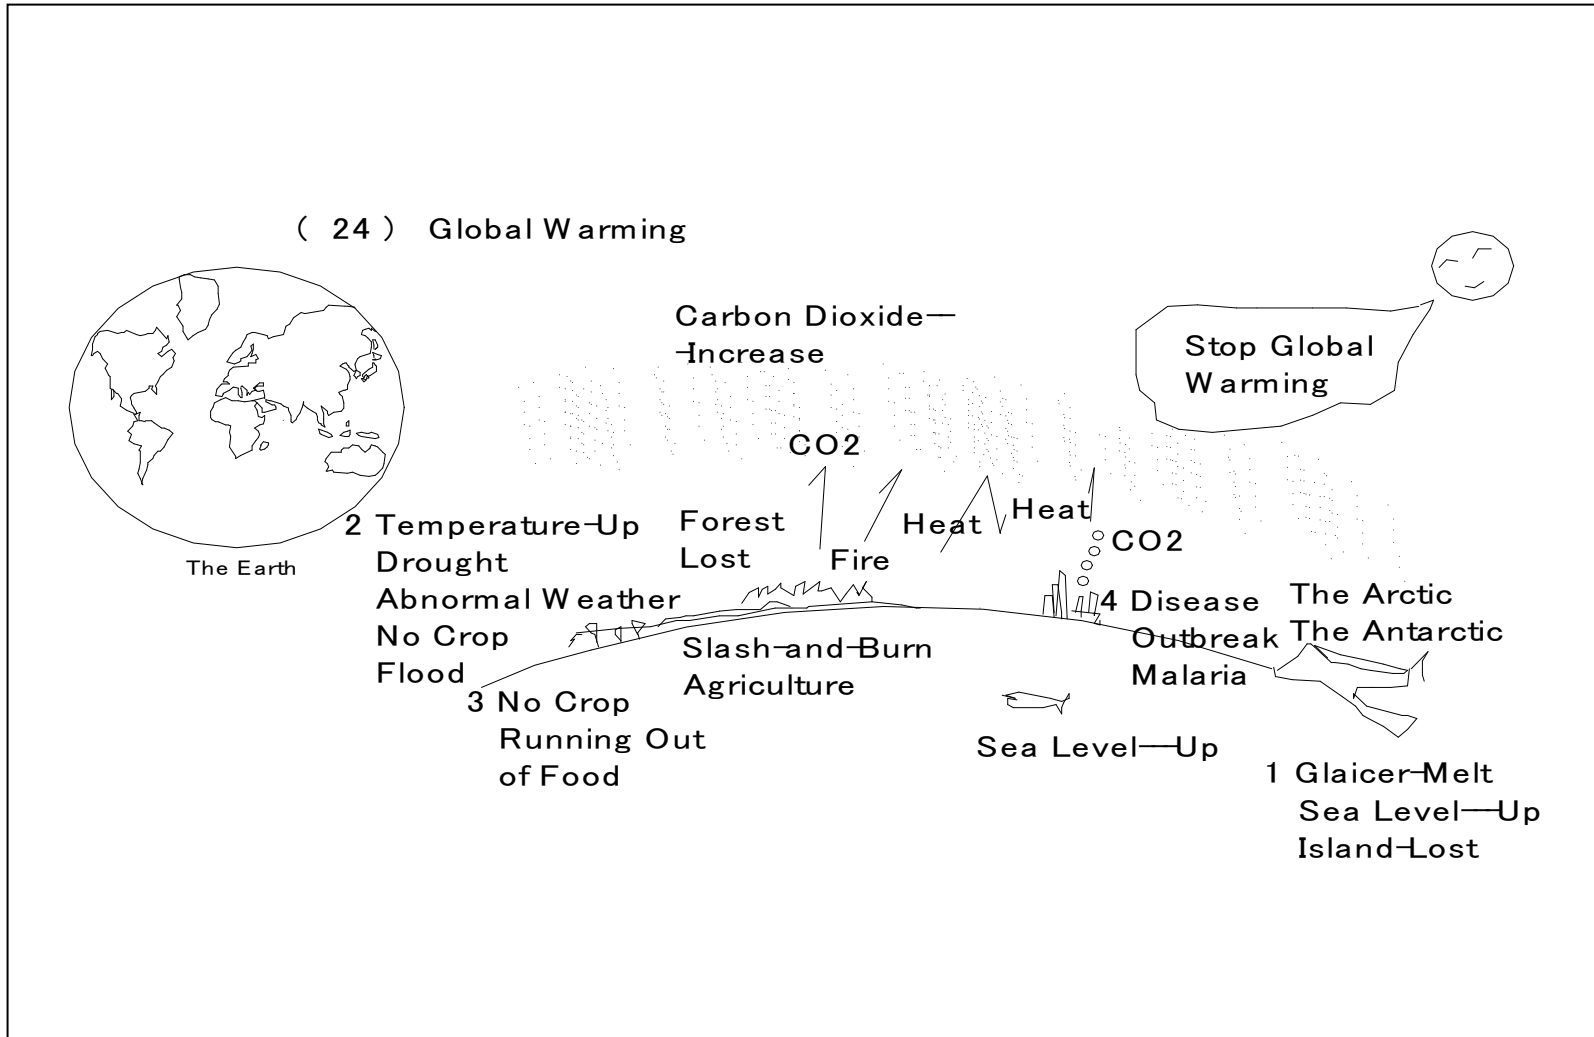 ( 24 ) Global Warming
Carbon Dioxide—
-Increase
Stop Global
Warming
CO2
The Earth
2 Temperature-Up
Drought
Abnormal Weather
No Crop
Flood
Forest
Lost
Fire
Heat
Heat
CO2
4 Disease
Outbreak
Malaria
The Arctic
The Antarctic
Slash-and-Burn
Agriculture
3 No Crop
Running Out
of Food
Sea Level—Up
1 Glaicer-Melt
Sea Level—Up
Island-Lost